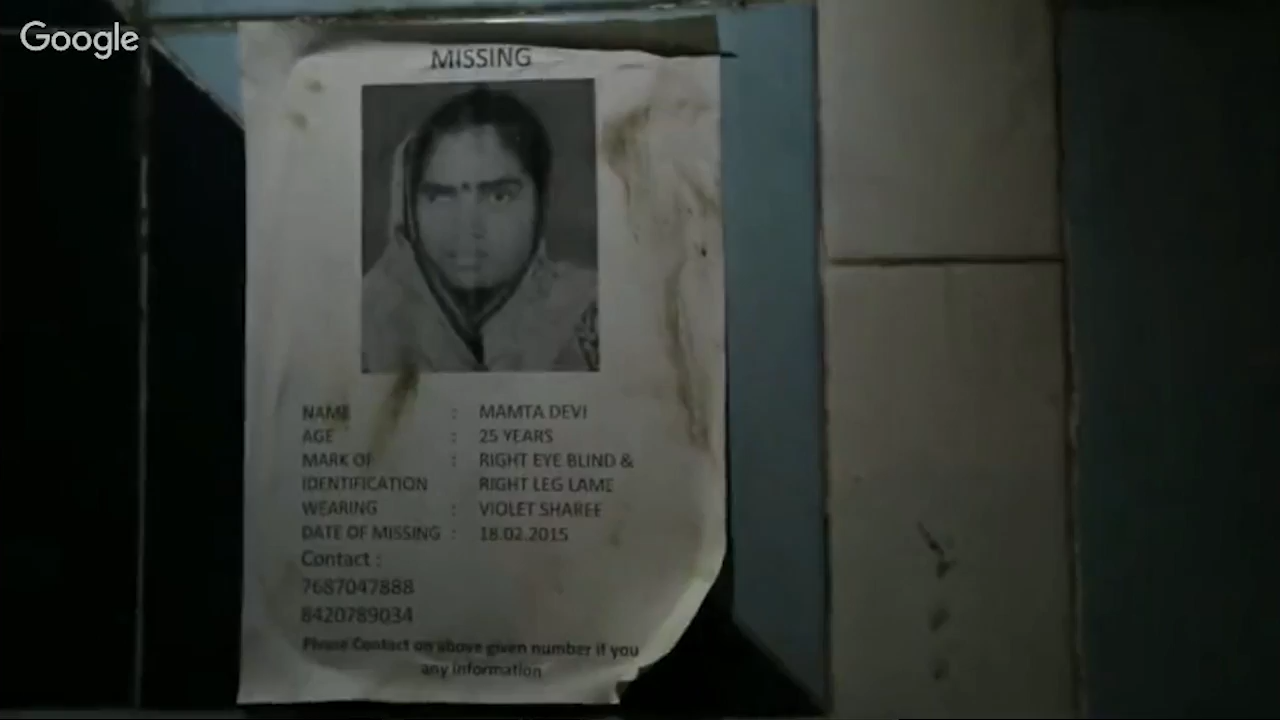 Google
MISSING
NAME : MAMTA DEVI
AGE : 25 YEARS
MARK OF : RIGHT EYE BLIND &
IDENTIFICATION RIGHT LEG LAME
WEARING : VIOLET SHAREE
DATE OF MISSING : 18.02.2015
Contact :
7687047888
8420789034
Please Contact on above given number if you
any information